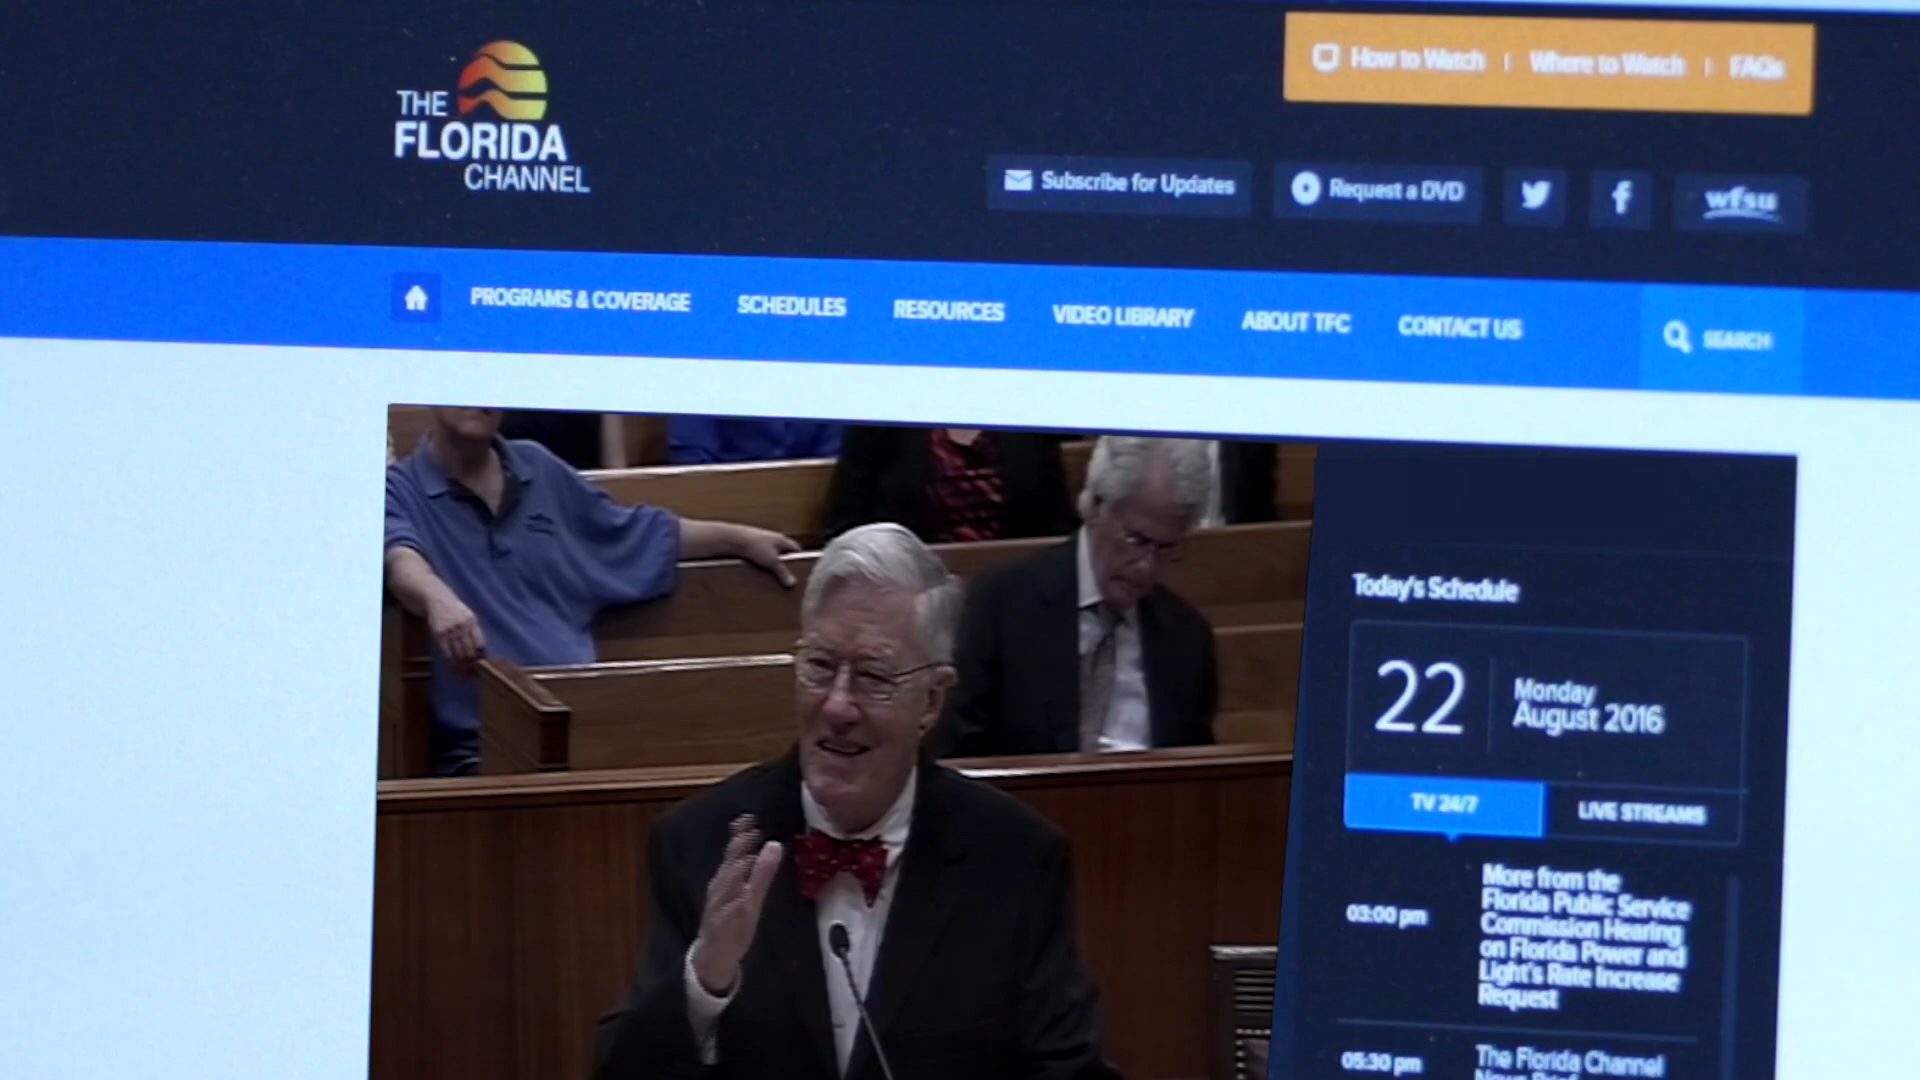 THE
FLORIDA
CHANNEL
How to Watch | Where to Watch | FAQs
Subscribe for Updates
Request a DVD
wfsu
PROGRAMS & COVERAGE
SCHEDULES
RESOURCES
VIDEO LIBRARY
ABOUT TFC
CONTACT US
SEARCH
Today's Schedule
22
Monday
August 2016
TV 24/7
LIVE STREAMS
03:00 pm
More from the
Florida Public Service
Commission Hearing
on Florida Power and
Light's Rate Increase
Request
05:30 pm
The Florida Channel
News Brief